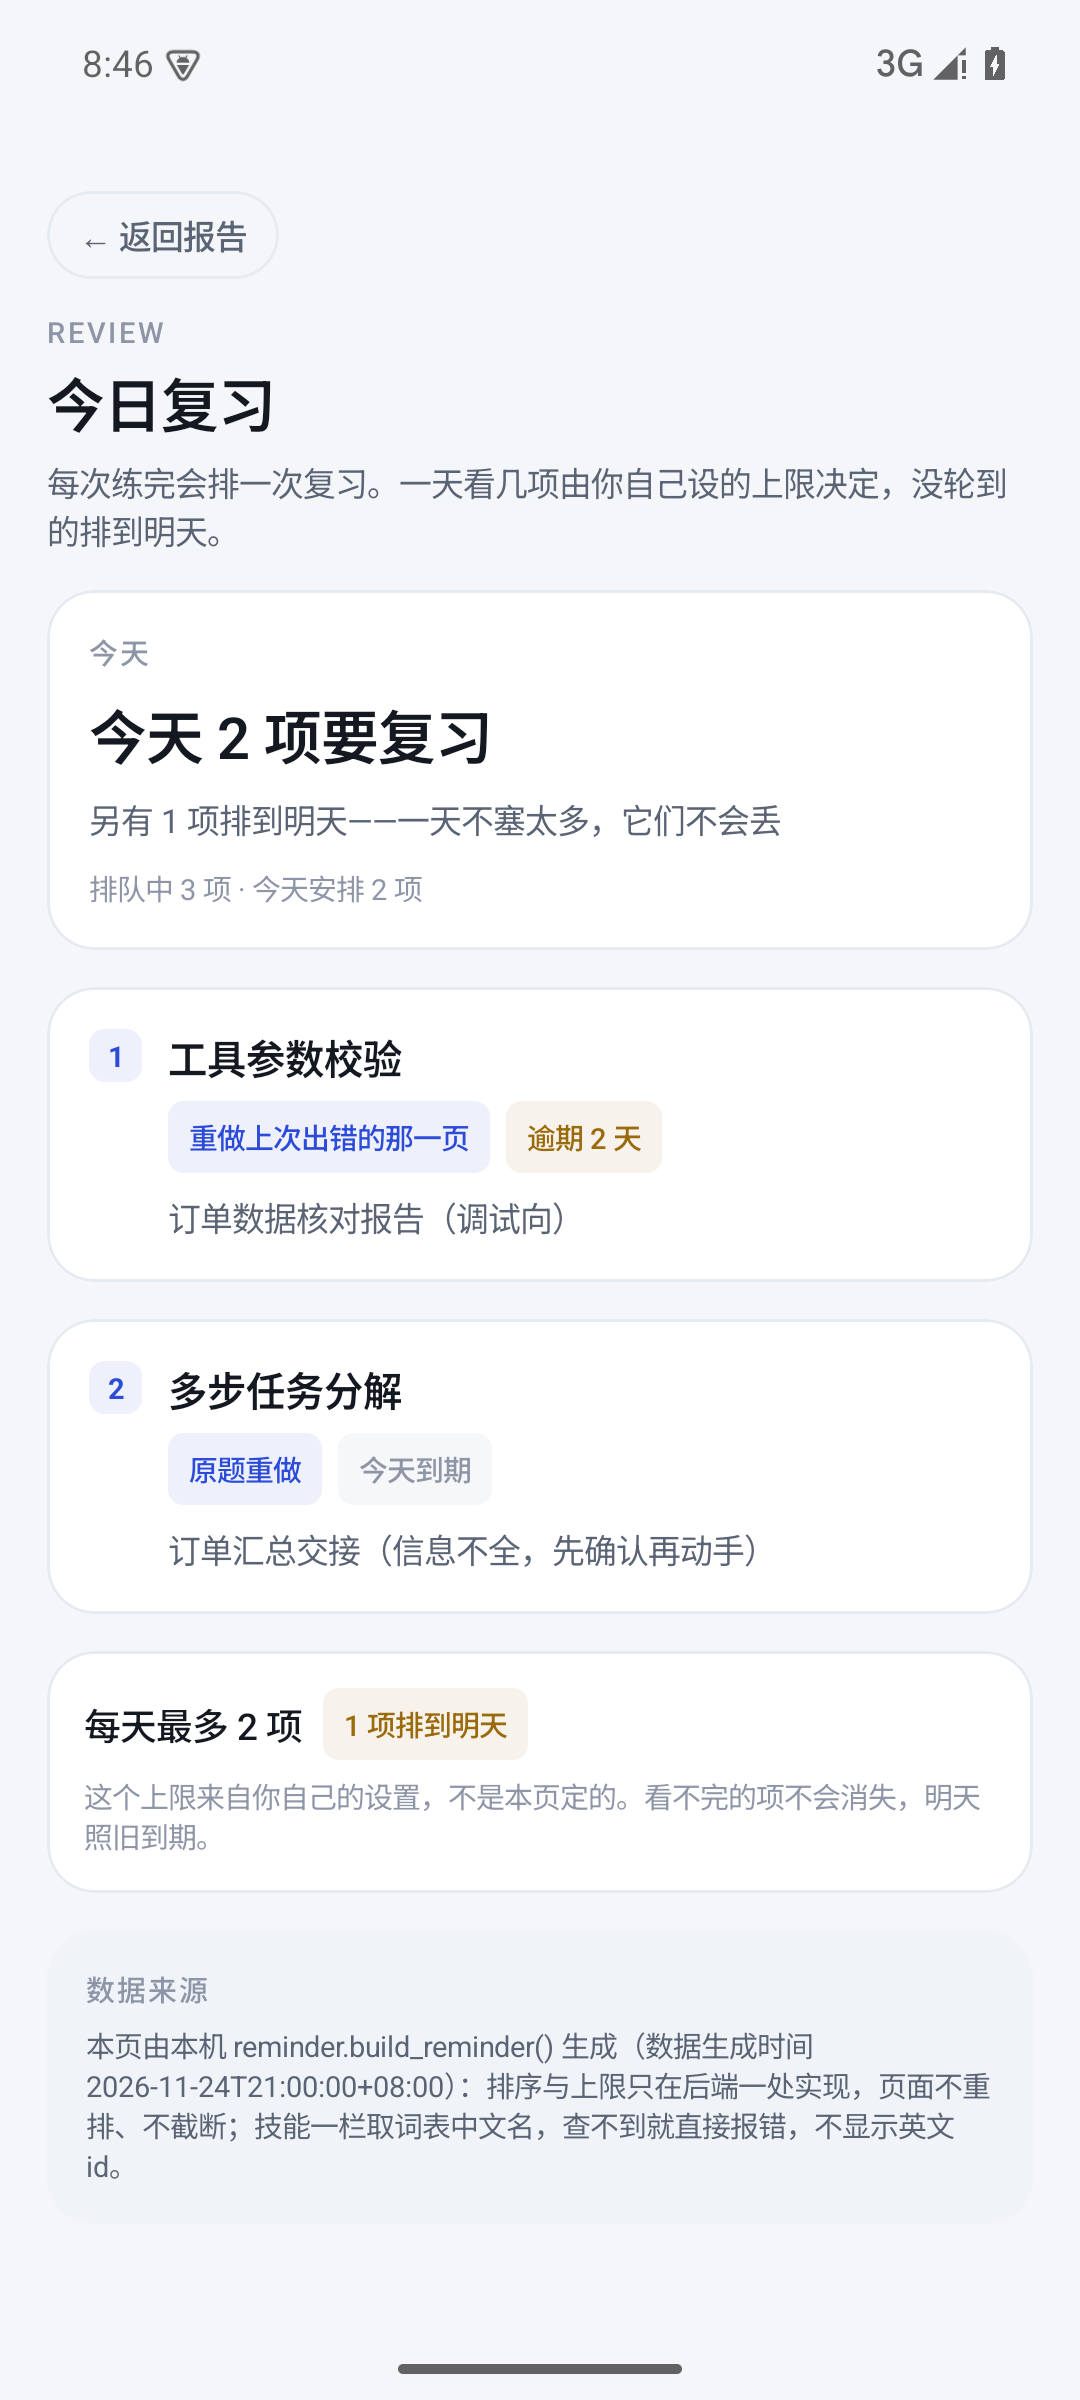 8:46
3G
← 返回报告
REVIEW
今日复习
每次练完会排一次复习。一天看几项由你自己设的上限决定，没轮到
的排到明天。
今天
今天 2 项要复习
另有 1 项排到明天——一天不塞太多，它们不会丢
排队中 3 项 · 今天安排 2 项
1 工具参数校验
重做上次出错的那一页 逾期 2 天
订单数据核对报告（调试向）
2 多步任务分解
原题重做 今天到期
订单汇总交接（信息不全，先确认再动手）
每天最多 2 项 1 项排到明天
这个上限来自你自己的设置，不是本页定的。看不完的项不会消失，明天
照旧到期。
数据来源
本页由本机 reminder.build_reminder() 生成（数据生成时间
2026-11-24T21:00:00+08:00）：排序与上限只在后端一处实现，页面不重
排、不截断；技能一栏取词表中文名，查不到就直接报错，不显示英文
id。